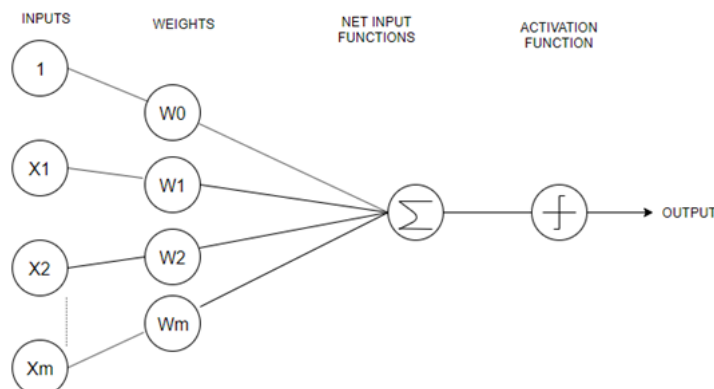 INPUTS
WEIGHTS
NET INPUT
FUNCTIONS
ACTIVATION
FUNCTION
1
W0
X1
W1
X2
W2
Wm
Xm
Σ
OUTPUT